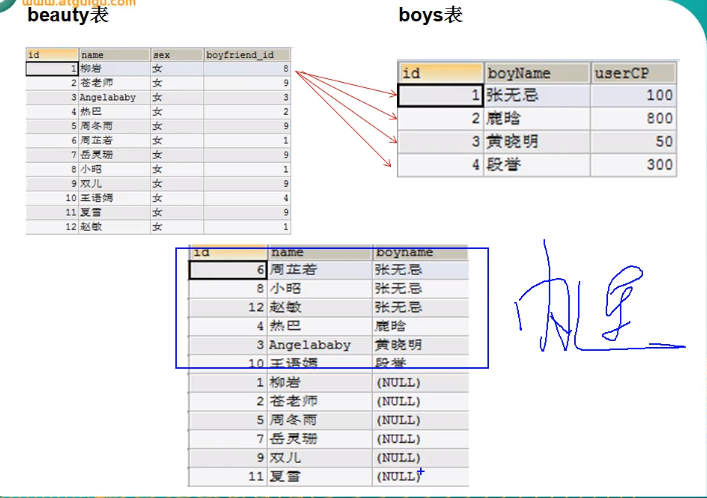 www.atguigu.com
beauty表
boys表
id name sex boyfriend_id
1 柳岩 女 8
2 苍老师 女 9
3 Angelababy 女 3
4 热巴 女 2
5 周冬雨 女 9
6 周芷若 女 1
7 岳灵珊 女 9
8 小昭 女 1
9 双儿 女 9
10 王语嫣 女 4
11 夏雪 女 9
12 赵敏 女 1
id boyName userCP
1 张无忌 100
2 鹿晗 800
3 黄晓明 50
4 段誉 300
id name boyname
6 周芷若 张无忌
8 小昭 张无忌
12 赵敏 张无忌
4 热巴 鹿晗
3 Angelababy 黄晓明
10 王语嫣 段誉
1 柳岩 (NULL)
2 苍老师 (NULL)
5 周冬雨 (NULL)
7 岳灵珊 (NULL)
9 双儿 (NULL)
11 夏雪 (NULL)